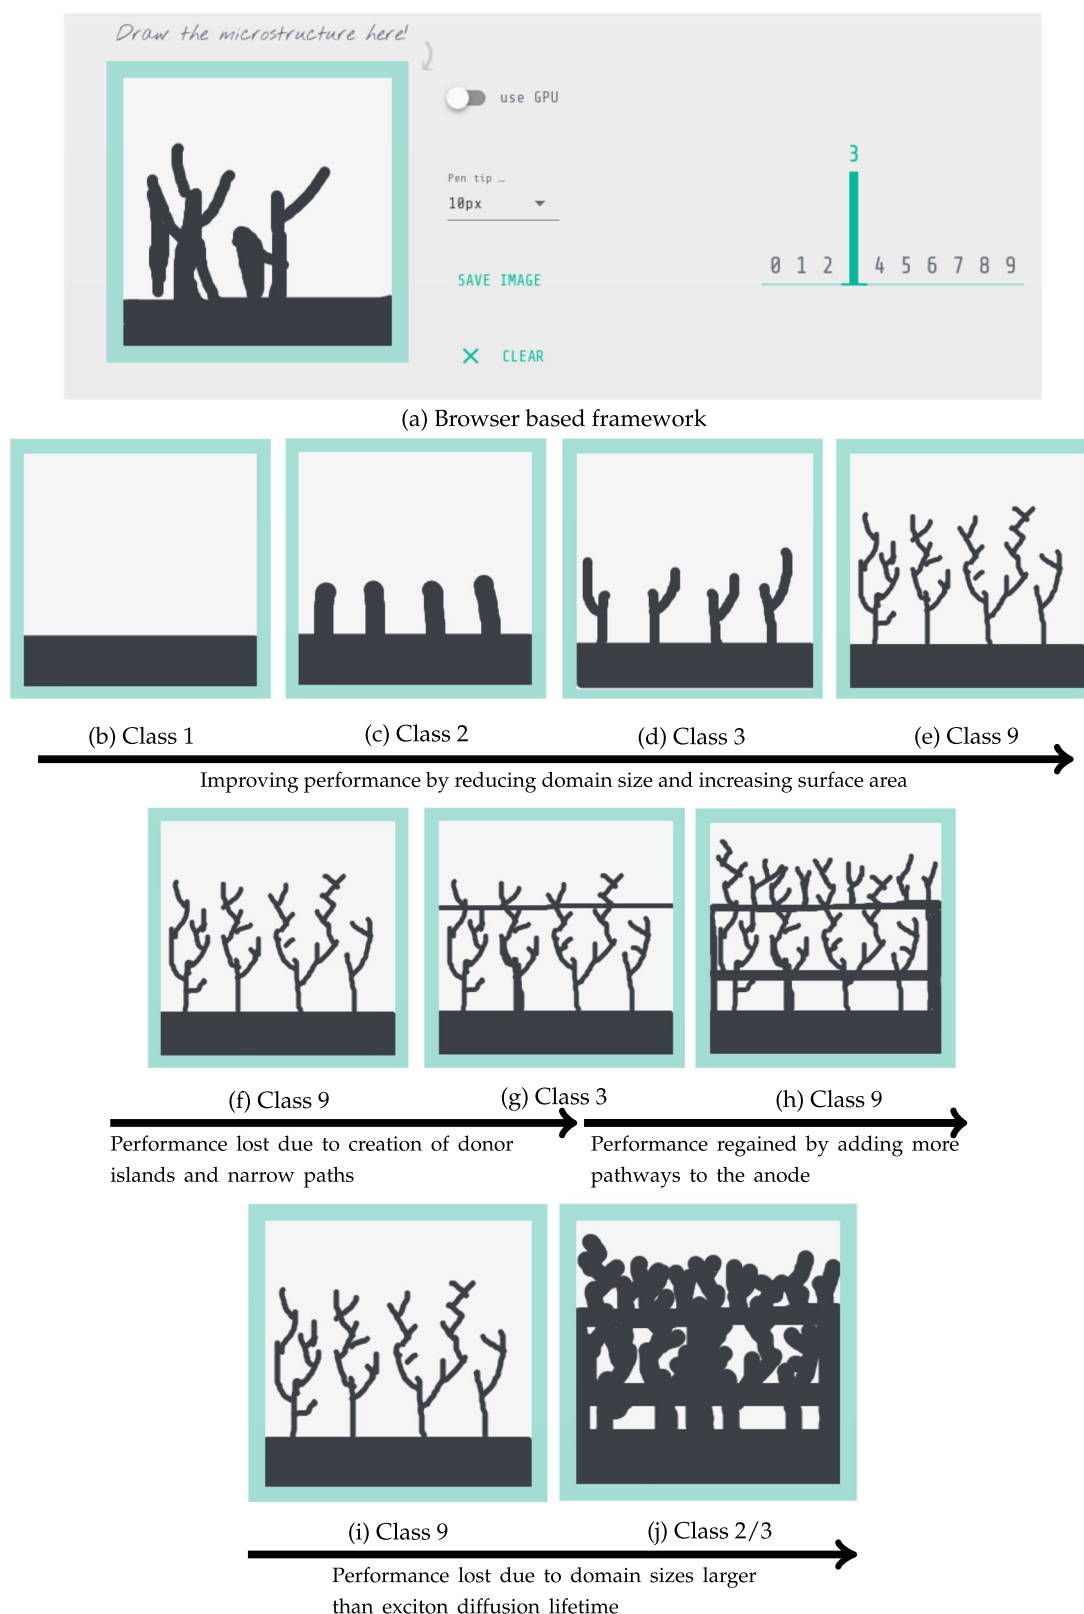 Draw the microstructure here!
use GPU
Pen tip …
10px
SAVE IMAGE
CLEAR
3
0 1 2 4 5 6 7 8 9
(a) Browser based framework
(b) Class 1
(c) Class 2
(d) Class 3
(e) Class 9
Improving performance by reducing domain size and increasing surface area
(f) Class 9
(g) Class 3
(h) Class 9
Performance lost due to creation of donor
islands and narrow paths
Performance regained by adding more
pathways to the anode
(i) Class 9
(j) Class 2/3
Performance lost due to domain sizes larger
than exciton diffusion lifetime